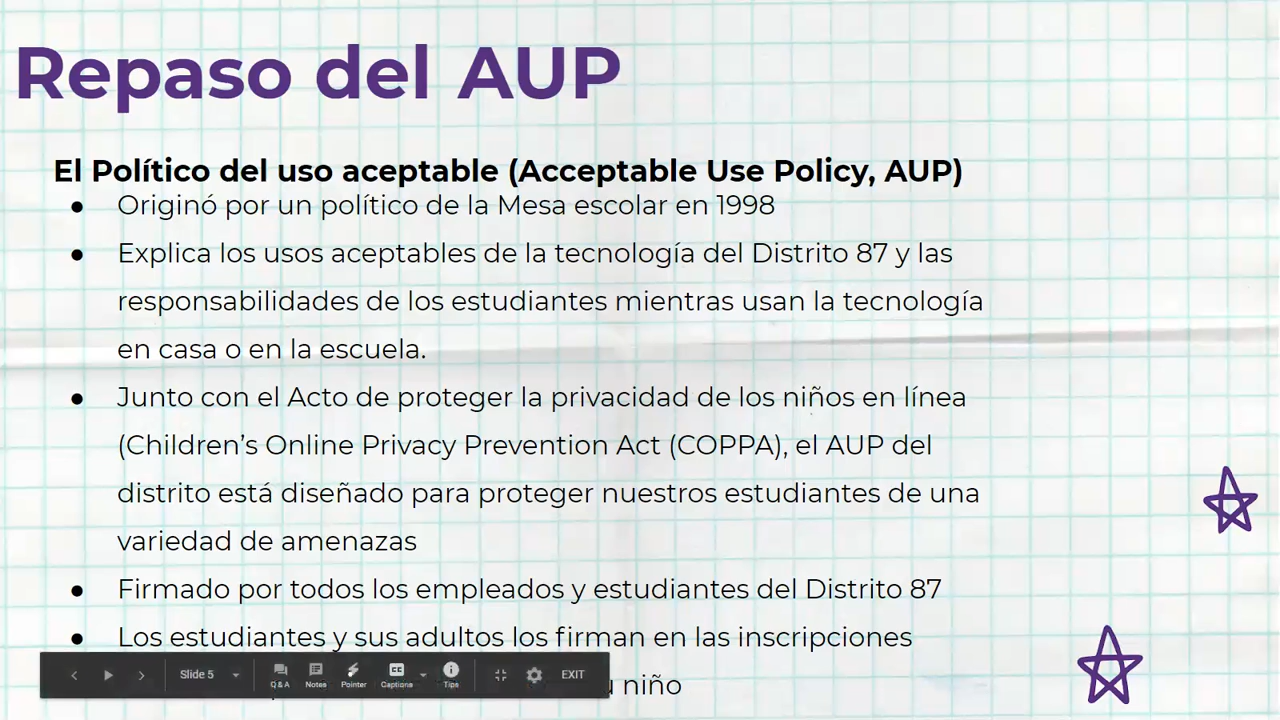 Repaso del AUP
El Político del uso aceptable (Acceptable Use Policy, AUP)
● Originó por un político de la Mesa escolar en 1998
● Explica los usos aceptables de la tecnología del Distrito 87 y las
responsabilidades de los estudiantes mientras usan la tecnología
en casa o en la escuela.
● Junto con el Acto de proteger la privacidad de los niños en línea
(Children's Online Privacy Prevention Act (COPPA), el AUP del
distrito está diseñado para proteger nuestros estudiantes de una
variedad de amenazas
● Firmado por todos los empleados y estudiantes del Distrito 87
● Los estudiantes y sus adultos los firman en las inscripciones
niño
Slide 5 Q & A Notes Pointer Captions Tips EXIT